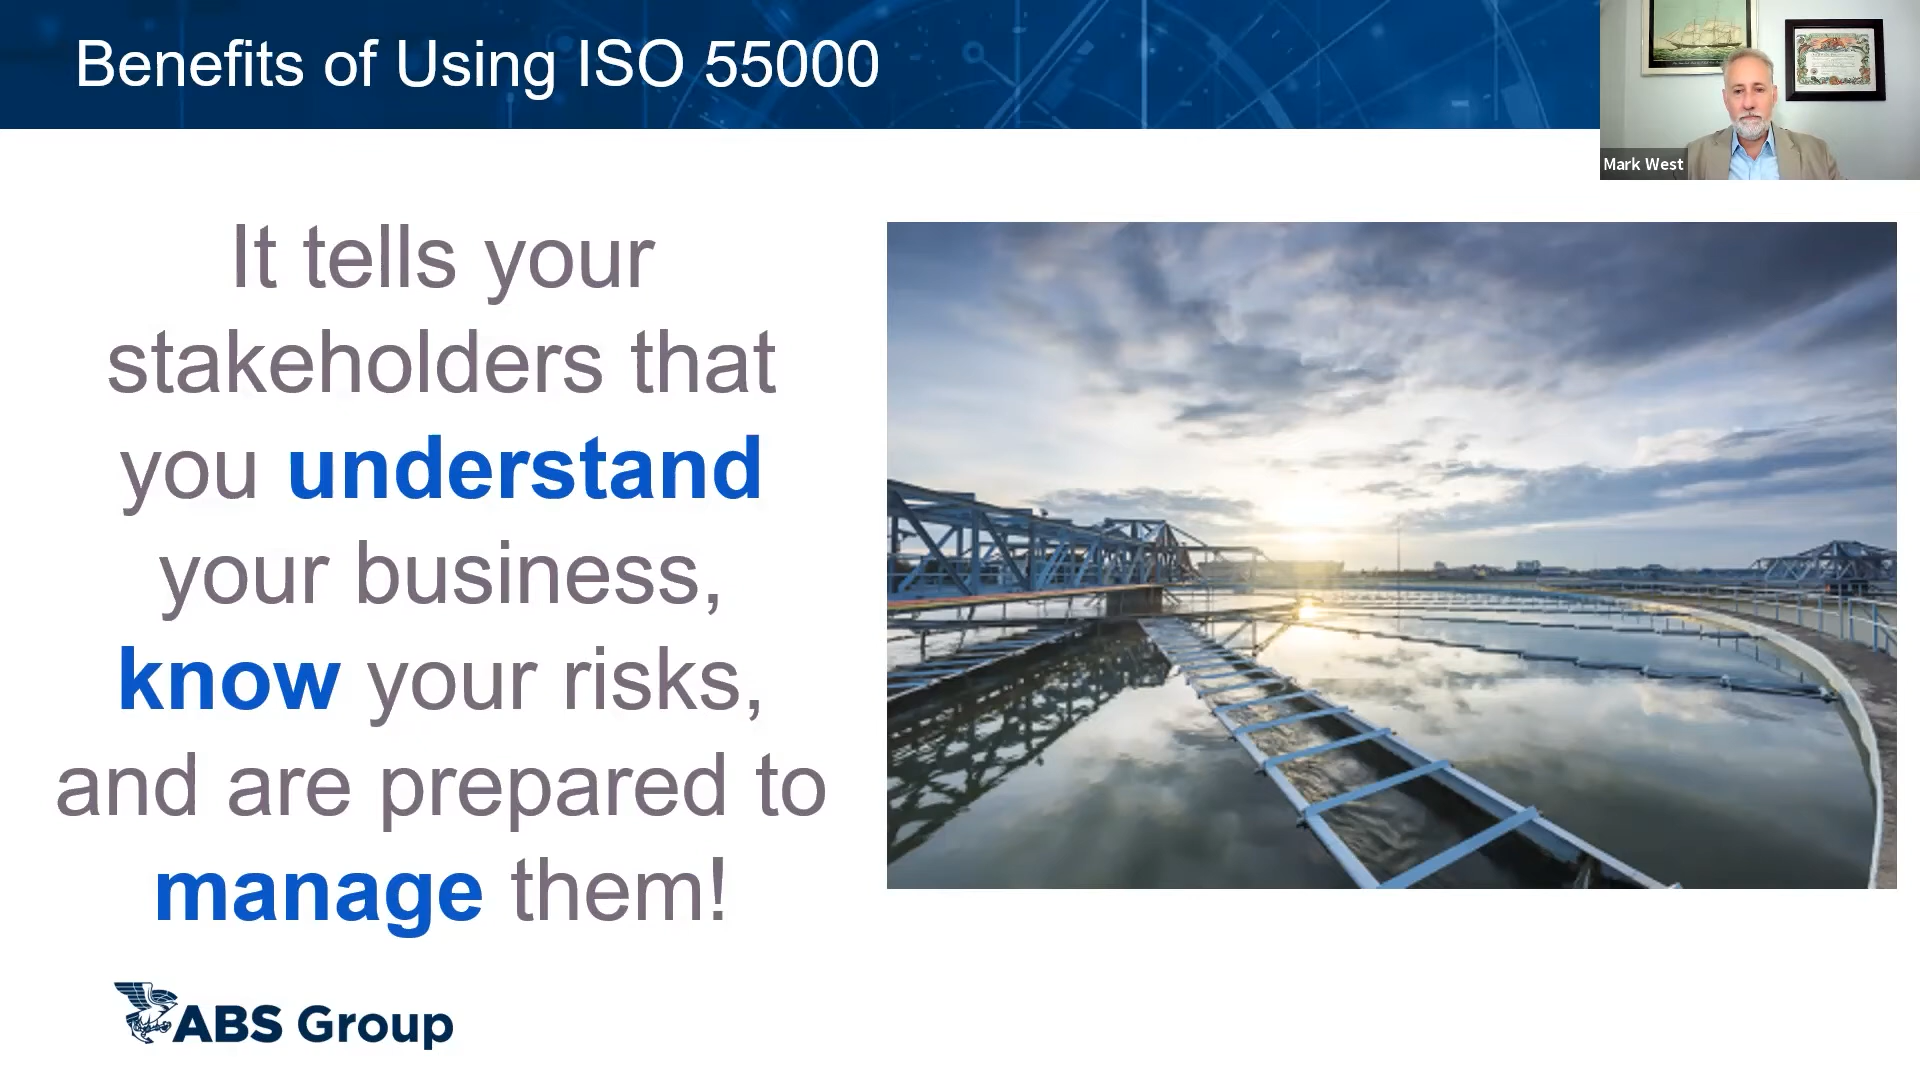 Benefits of Using ISO 55000
Mark West
It tells your
stakeholders that
you understand
your business,
know your risks,
and are prepared to
manage them!
ABS Group